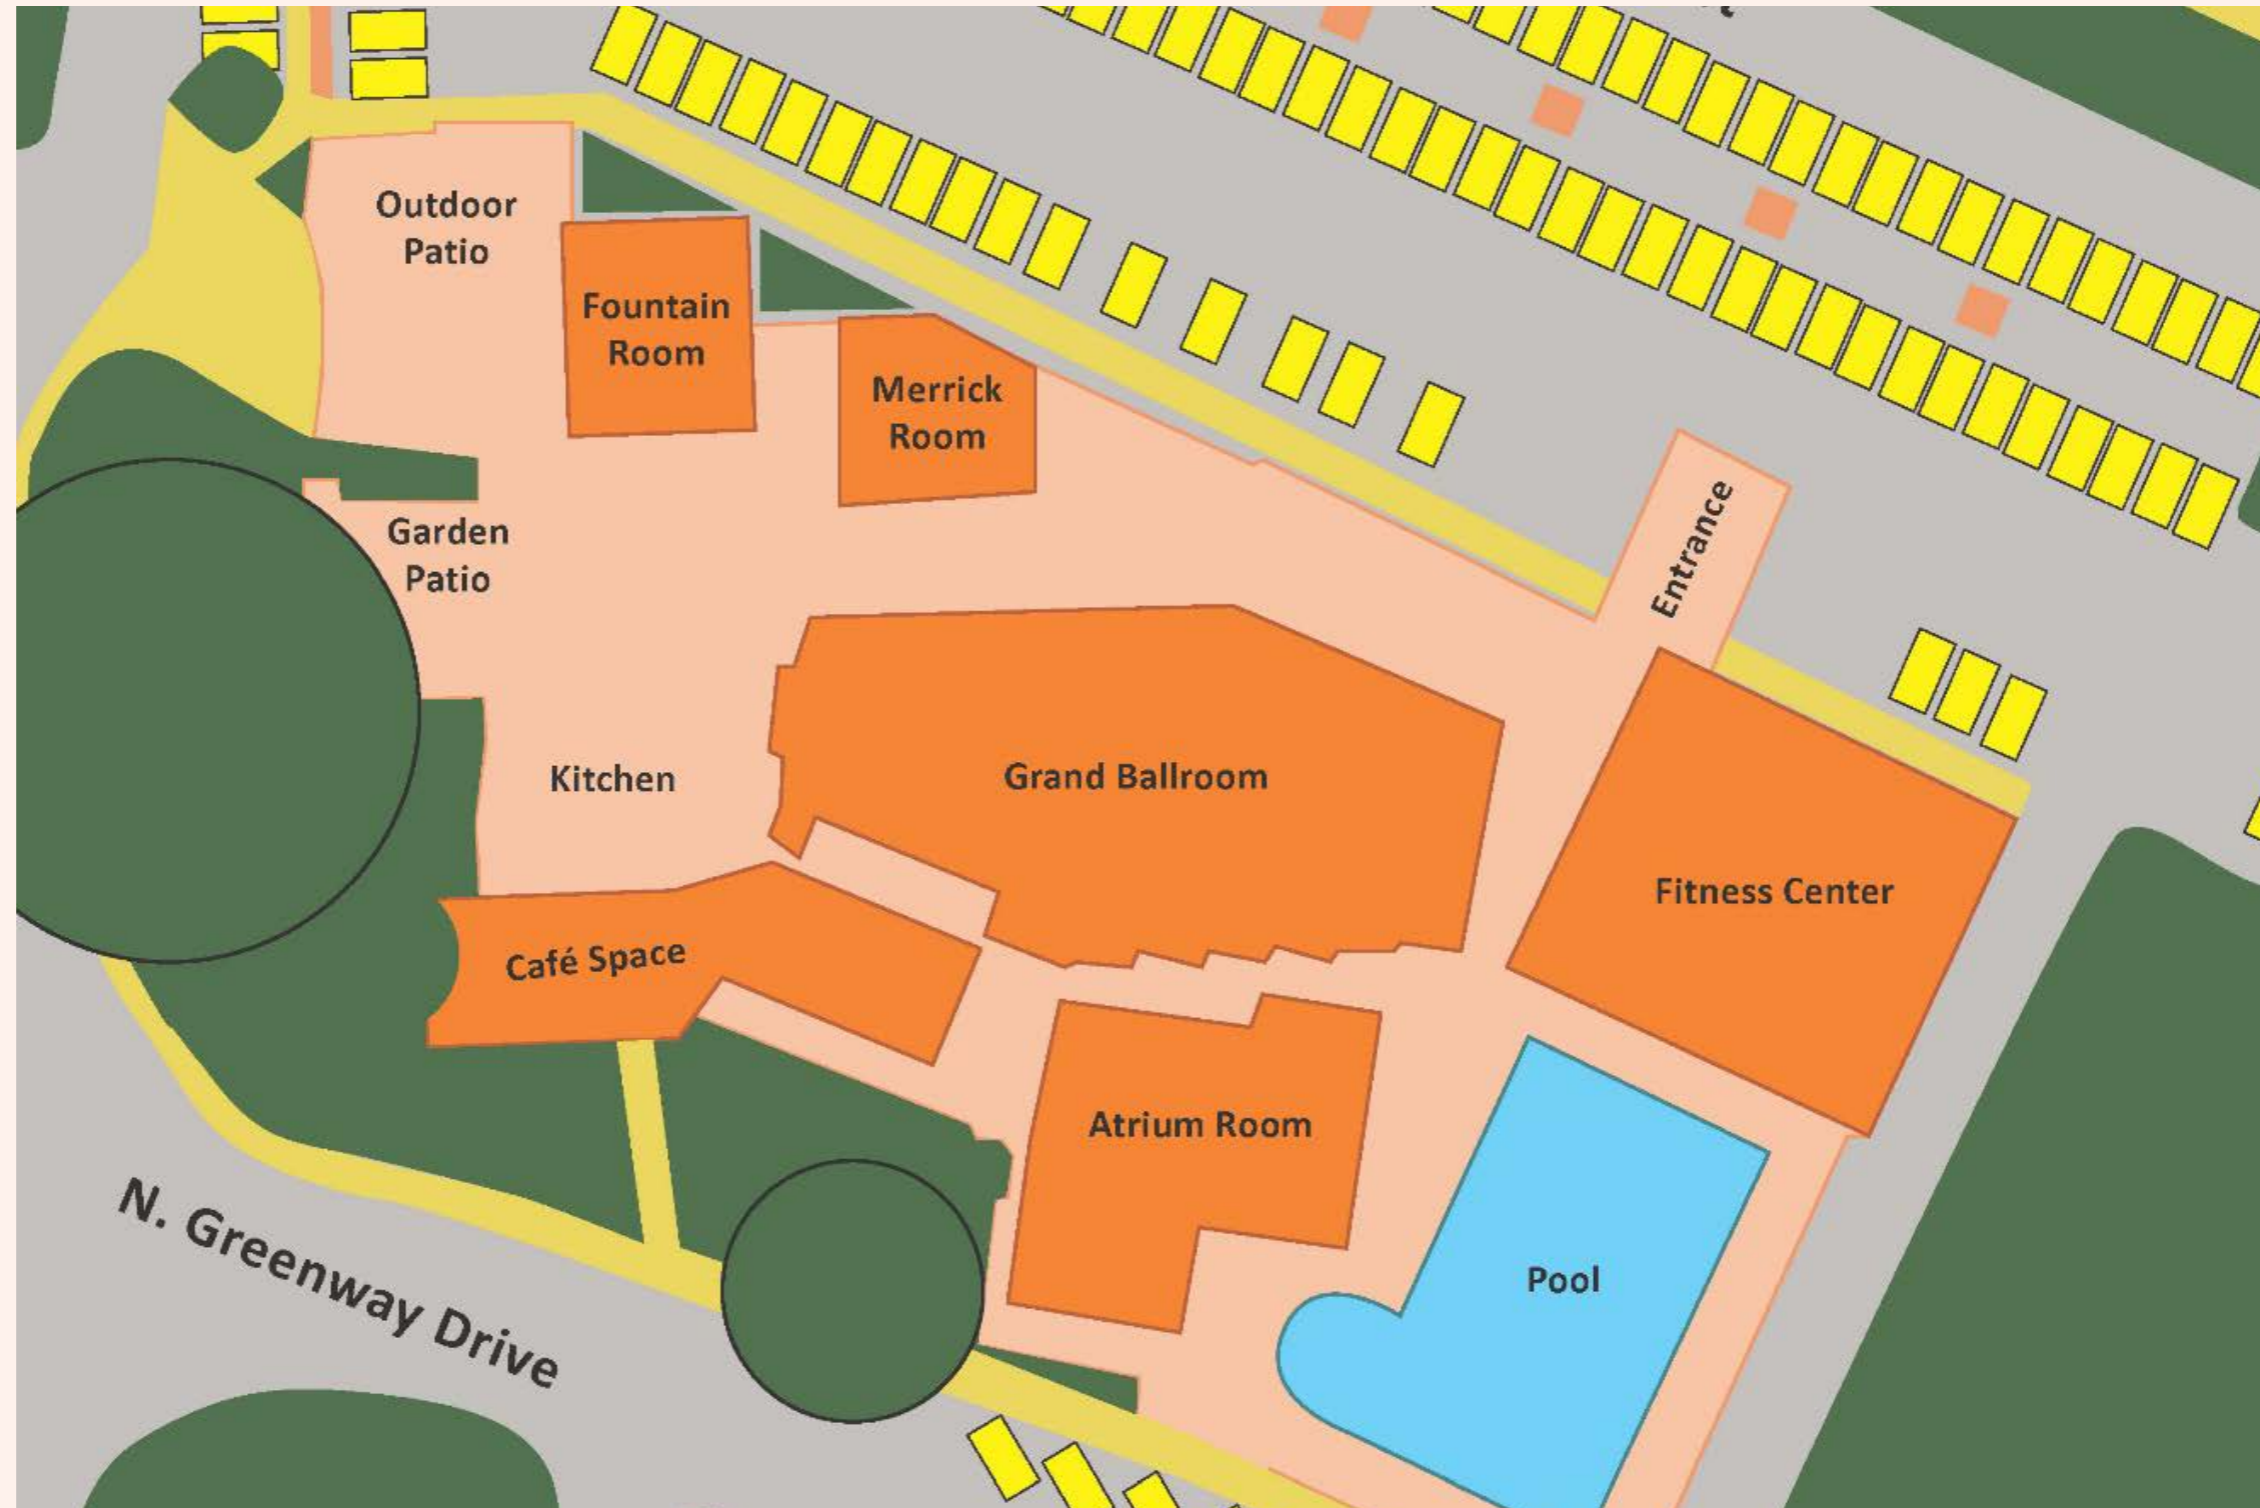 Outdoor
Patio
Fountain
Room
Merrick
Room
Garden
Patio
Entrance
Kitchen
Grand Ballroom
Fitness Center
Café Space
Atrium Room
Pool
N. Greenway Drive